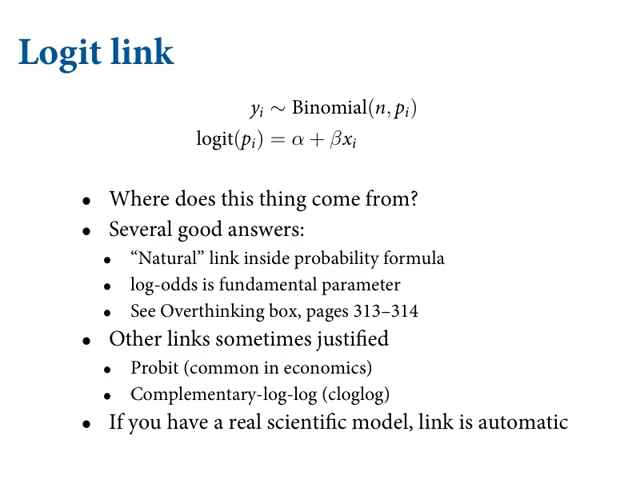 Logit link
yᵢ ∼ Binomial(n, pᵢ)
logit(pᵢ) = α + βxᵢ
• Where does this thing come from?
• Several good answers:
• “Natural” link inside probability formula
• log-odds is fundamental parameter
• See Overthinking box, pages 313–314
• Other links sometimes justified
• Probit (common in economics)
• Complementary-log-log (cloglog)
• If you have a real scientific model, link is automatic